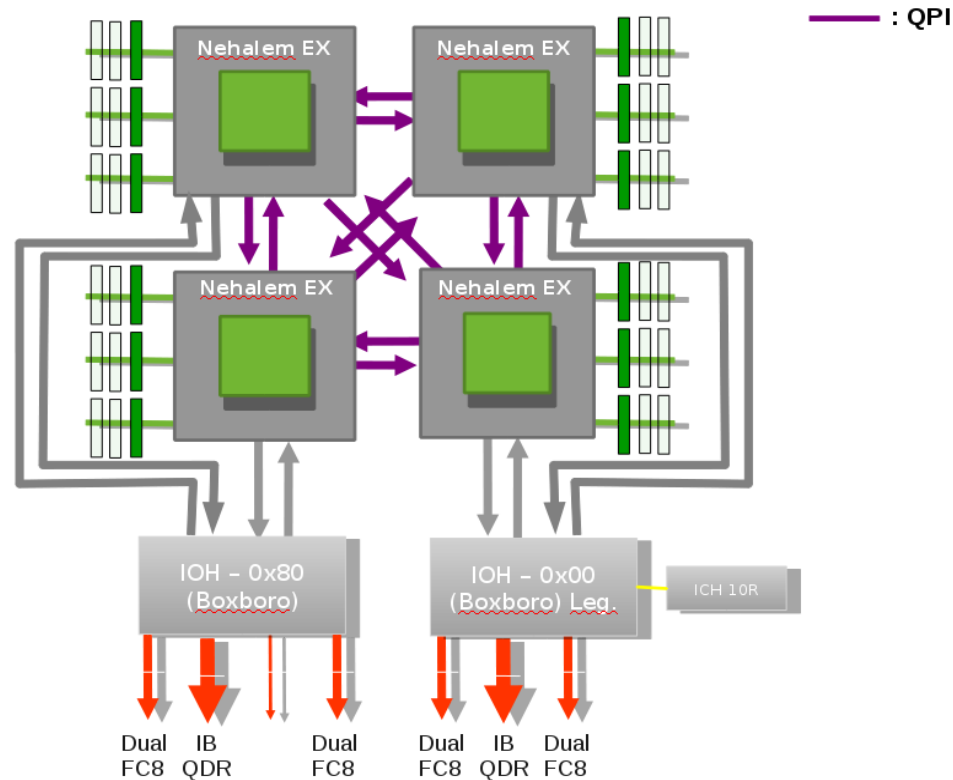 : QPI
Nehalem EX
Nehalem EX
Nehalem EX
Nehalem EX
IOH – 0x80
(Boxboro)
IOH – 0x00
(Boxboro) Leg.
ICH 10R
Dual
FC8
IB
QDR
Dual
FC8
Dual
FC8
IB
QDR
Dual
FC8